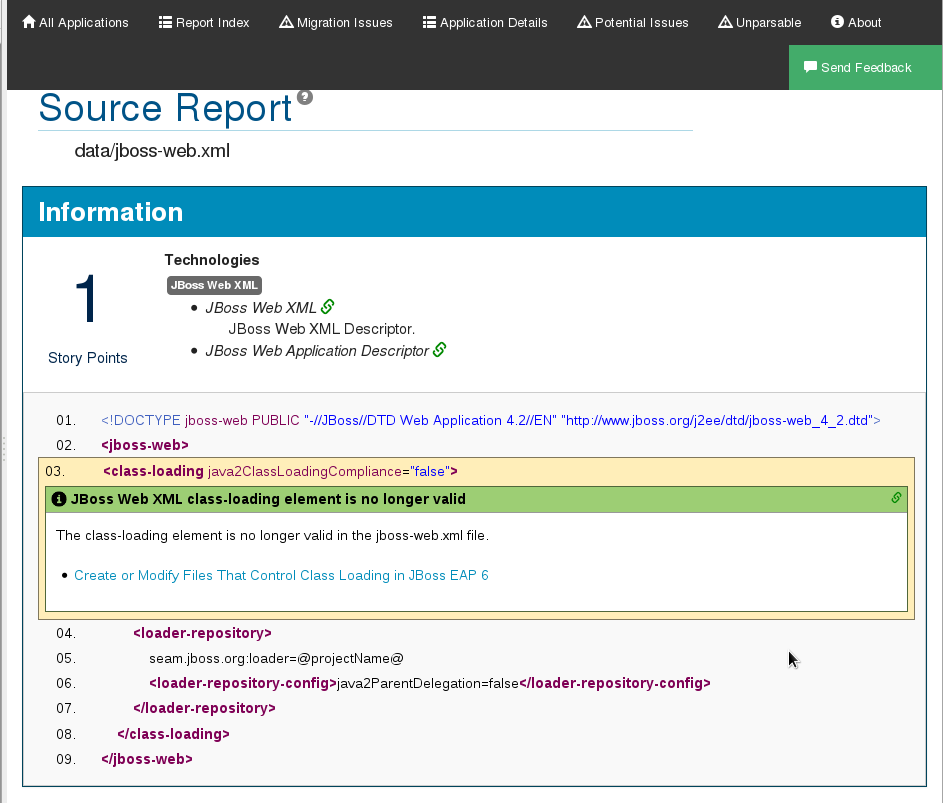 All Applications Report Index Migration Issues Application Details Potential Issues Unparsable About
Send Feedback
Source Report ?
data/jboss-web.xml
Information
1
Story Points
Technologies
JBoss Web XML
• JBoss Web XML
JBoss Web XML Descriptor.
• JBoss Web Application Descriptor
01. <!DOCTYPE jboss-web PUBLIC "-//JBoss//DTD Web Application 4.2//EN" "http://www.jboss.org/j2ee/dtd/jboss-web_4_2.dtd">
02. <jboss-web>
03. <class-loading java2ClassLoadingCompliance="false">
JBoss Web XML class-loading element is no longer valid
The class-loading element is no longer valid in the jboss-web.xml file.
• Create or Modify Files That Control Class Loading in JBoss EAP 6
04. <loader-repository>
05. seam.jboss.org:loader=@projectName@
06. <loader-repository-config>java2ParentDelegation=false</loader-repository-config>
07. </loader-repository>
08. </class-loading>
09. </jboss-web>